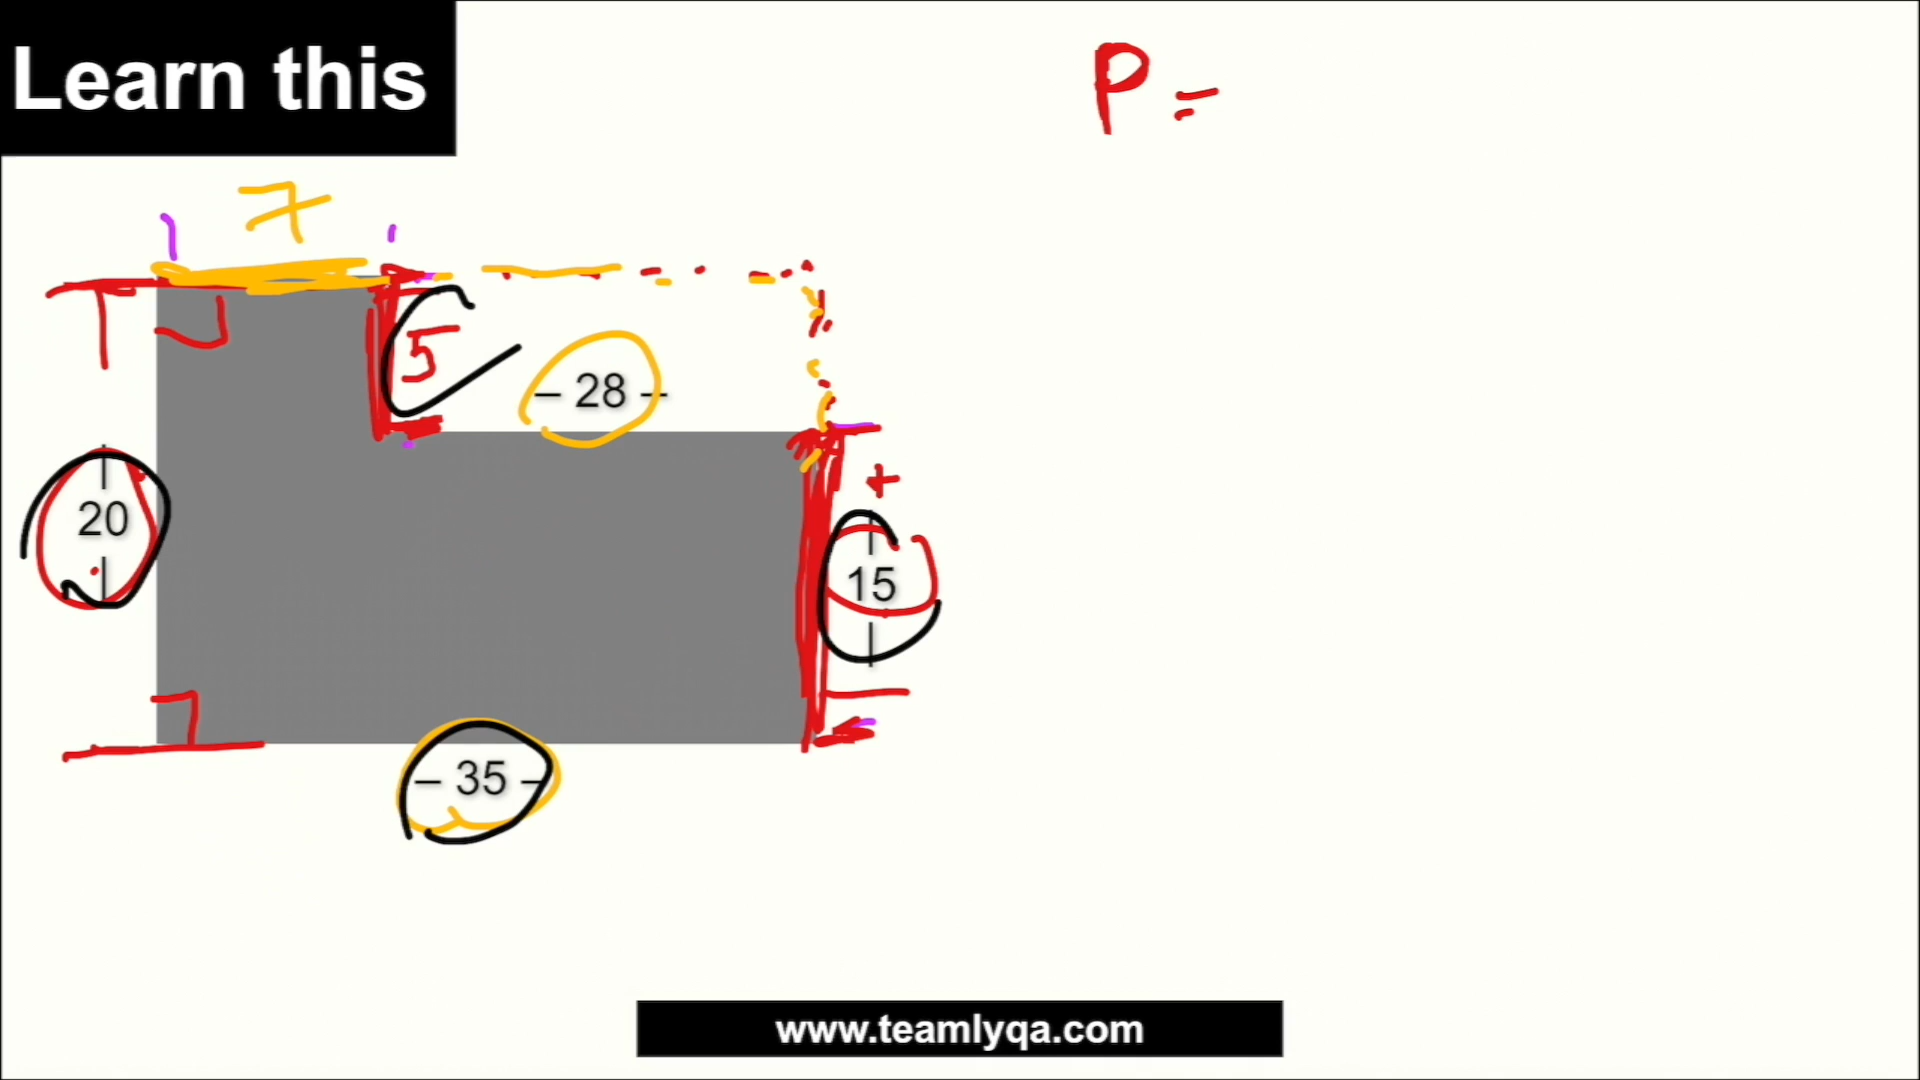 Learn this
P =
7
5
– 28 –
20
+
15
– 35 –
www.teamlyqa.com